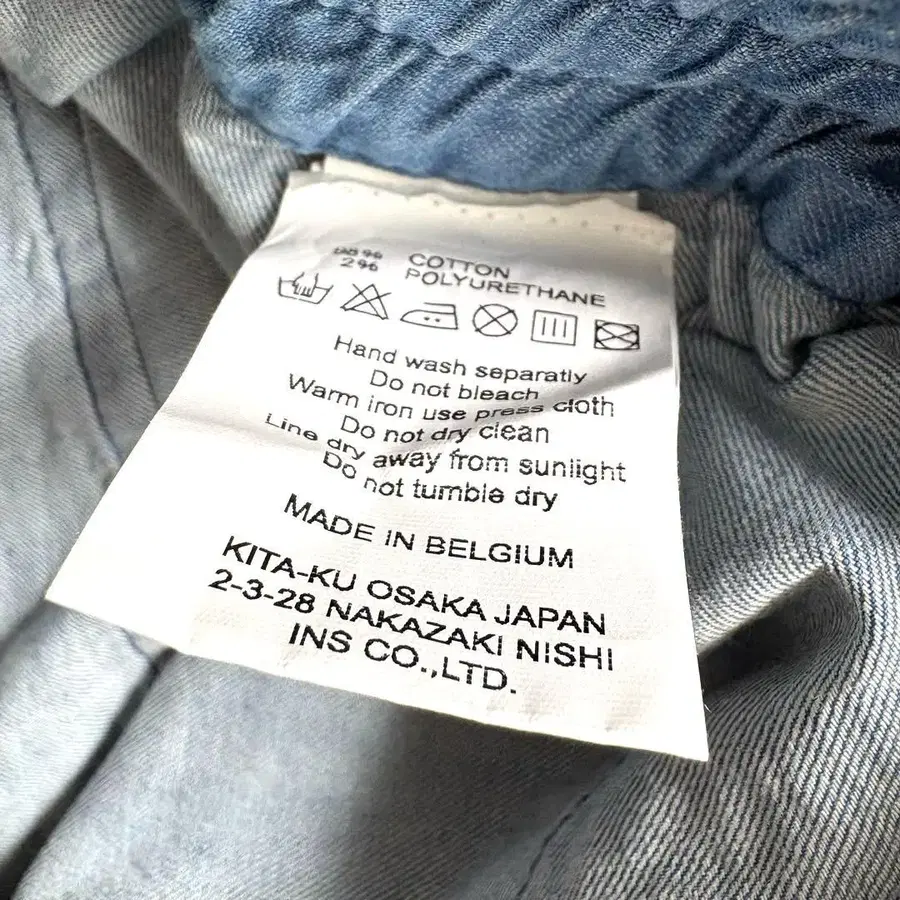 98% COTTON
2% POLYURETHANE
Hand wash separatly
Do not bleach
Warm iron use press cloth
Do not dry clean
Line dry away from sunlight
Do not tumble dry
MADE IN BELGIUM
KITA-KU OSAKA JAPAN
2-3-28 NAKAZAKI NISHI
INS CO.,LTD.